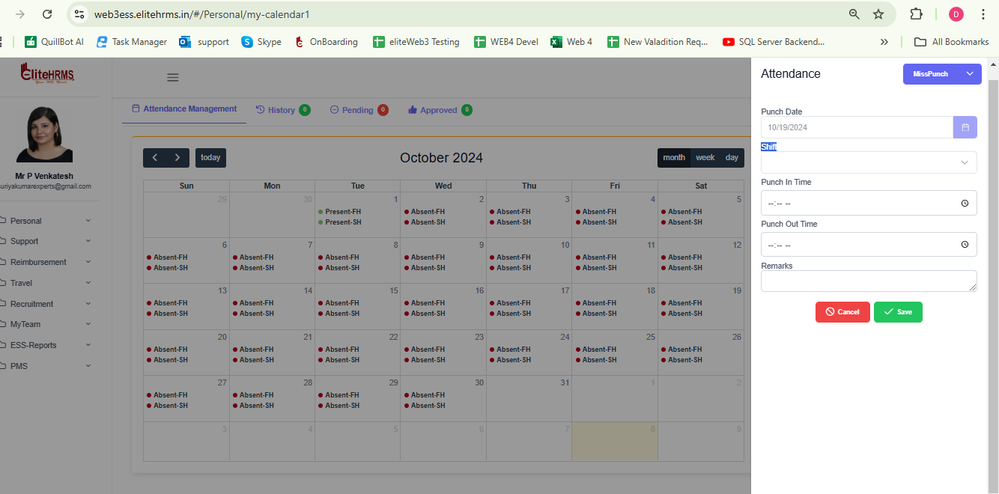 web3ess.elitehrms.in/#/Personal/my-calendar1
D
QuillBot AI Task Manager support Skype OnBoarding eliteWeb3 Testing WEB4 Devel Web 4 New Valadition Req... SQL Server Backend... » All Bookmarks
EliteHRMS
Mr P Venkatesh
suriyakumarexperts@gmail.com
Personal
Support
Reimbursement
Travel
Recruitment
MyTeam
ESS-Reports
PMS
Attendance Management History 0 Pending 0 Approved 0
today October 2024 month week day
Sun Mon Tue Wed Thu Fri Sat
29 30 1 2 3 4 5
Present-FH Absent-FH Absent-FH Absent-FH Absent-FH
Present-SH Absent-SH Absent-SH Absent-SH Absent-SH
6 7 8 9 10 11 12
Absent-FH Absent-FH Absent-FH Absent-FH Absent-FH Absent-FH Absent-FH
Absent-SH Absent-SH Absent-SH Absent-SH Absent-SH Absent-SH Absent-SH
13 14 15 16 17 18 19
Absent-FH Absent-FH Absent-FH Absent-FH Absent-FH Absent-FH Absent-FH
Absent-SH Absent-SH Absent-SH Absent-SH Absent-SH Absent-SH Absent-SH
20 21 22 23 24 25 26
Absent-FH Absent-FH Absent-FH Absent-FH Absent-FH Absent-FH Absent-FH
Absent-SH Absent-SH Absent-SH Absent-SH Absent-SH Absent-SH Absent-SH
27 28 29 30 31 1 2
Absent-FH Absent-FH Absent-FH Absent-FH
Absent-SH Absent-SH Absent-SH Absent-SH
3 4 5 6 7 8 9
Attendance MissPunch
Punch Date
10/19/2024
Shift
Punch In Time
--:-- --
Punch Out Time
--:-- --
Remarks
Cancel Save